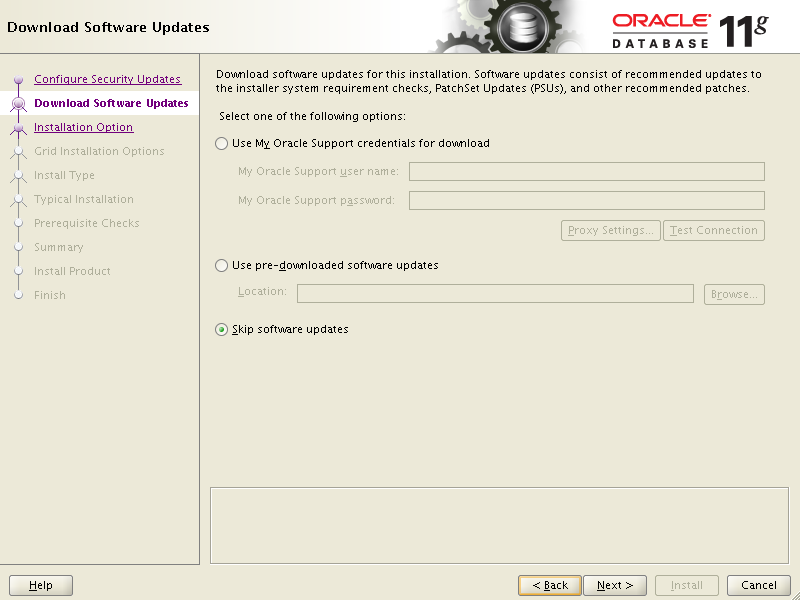 Download Software Updates
ORACLE
DATABASE 11g
Configure Security Updates
Download Software Updates
Installation Option
Grid Installation Options
Install Type
Typical Installation
Prerequisite Checks
Summary
Install Product
Finish
Download software updates for this installation. Software updates consist of recommended updates to
the installer system requirement checks, PatchSet Updates (PSUs), and other recommended patches.
Select one of the following options:
Use My Oracle Support credentials for download
My Oracle Support user name:
My Oracle Support password:
Proxy Settings... Test Connection
Use pre-downloaded software updates
Location: Browse...
Skip software updates
Help < Back Next > Install Cancel